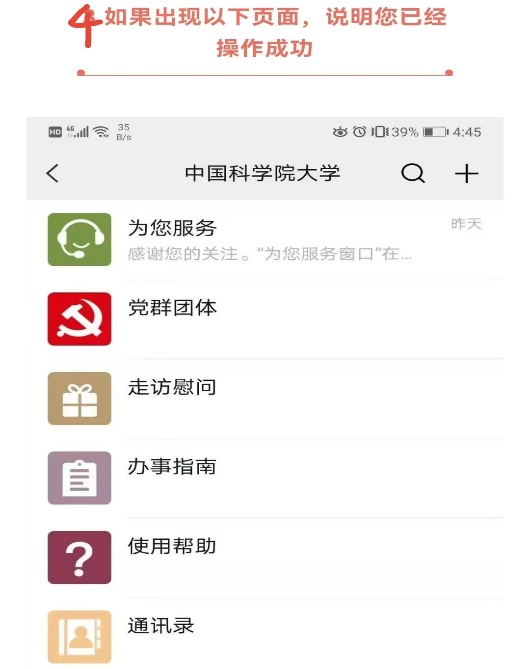 4 如果出现以下页面，说明您已经
操作成功
HD 4G 35 B/s 39% 4:45
中国科学院大学
为您服务 昨天
感谢您的关注。“为您服务窗口”在...
党群团体
走访慰问
办事指南
使用帮助
通讯录